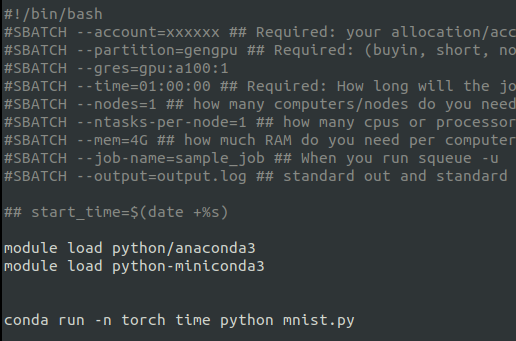 #!/bin/bash
#SBATCH --account=xxxxxx ## Required: your allocation/acc
#SBATCH --partition=gengpu ## Required: (buyin, short, no
#SBATCH --gres=gpu:a100:1
#SBATCH --time=01:00:00 ## Required: How long will the jo
#SBATCH --nodes=1 ## how many computers/nodes do you need
#SBATCH --ntasks-per-node=1 ## how many cpus or processor
#SBATCH --mem=4G ## how much RAM do you need per computer
#SBATCH --job-name=sample_job ## When you run squeue -u
#SBATCH --output=output.log ## standard out and standard
## start_time=$(date +%s)
module load python/anaconda3
module load python-miniconda3
conda run -n torch time python mnist.py